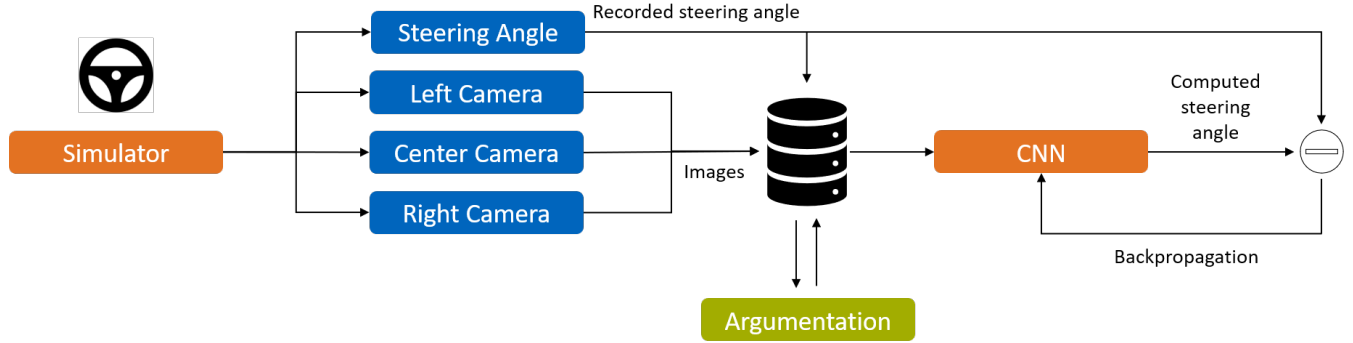 Recorded steering angle
Steering Angle
Left Camera
Computed
steering
angle
Simulator
Center Camera
CNN
Images
Right Camera
Backpropagation
Argumentation